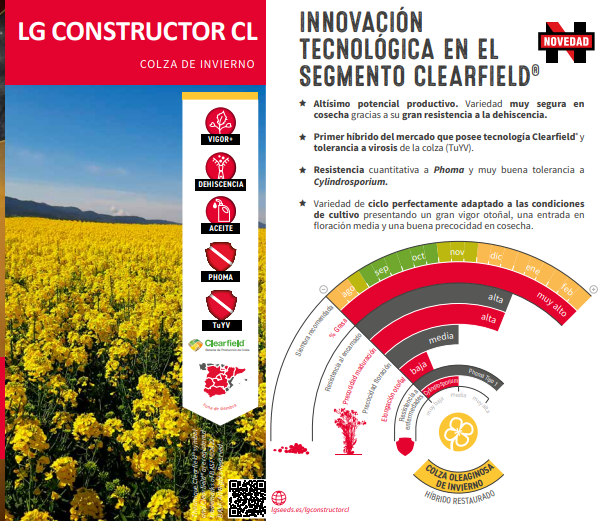 LG CONSTRUCTOR CL
COLZA DE INVIERNO
VIGOR+
DEHISCENCIA
ACEITE
PHOMA
TuYV
Clearfield®
INNOVACIÓN
TECNOLÓGICA EN EL
SEGMENTO CLEARFIELD®
NOVEDAD
Altísimo potencial productivo. Variedad muy segura en
cosecha gracias a su gran resistencia a la dehiscencia.
Primer híbrido del mercado que posee tecnología Clearfield® y
tolerancia a virosis de la colza (TuYV).
Resistencia cuantitativa a Phoma y muy buena tolerancia a
Cylindrosporium.
Variedad de ciclo perfectamente adaptado a las condiciones
de cultivo presentando un gran vigor otoñal, una entrada en
floración media y una buena precocidad en cosecha.
ago
sep
oct
nov
dic
ene
feb
Siembra recomendada
% Grasa
muy alto
Resistencia al encamado
alta
Precocidad maduración
alta
Precocidad floración
media
Elongación otoñal
baja
Resistencia a
enfermedades
Phoma Tipo 1
Cylindrosporium
muy baja
media
muy alta
COLZA OLEAGINOSA
DE INVIERNO
HÍBRIDO RESTAURADO
lgseeds.es/lgconstructorcl